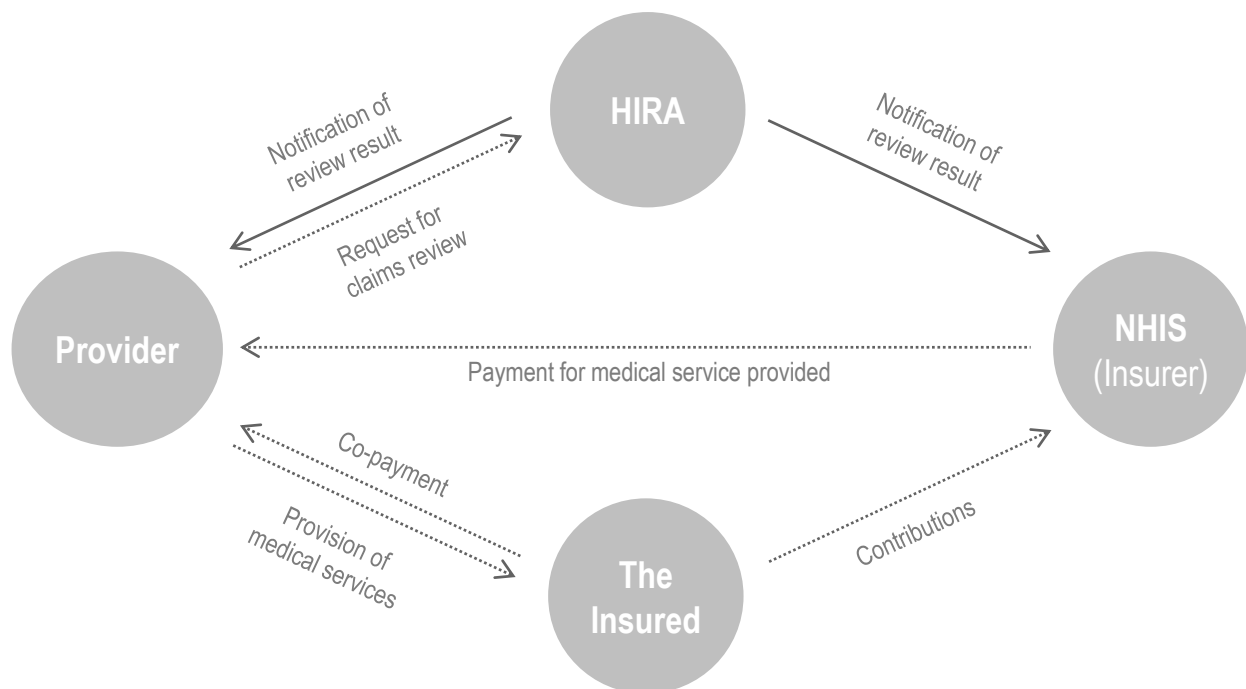 HIRA
Notification of
review result
Notification of
review result
Request for
claims review
Provider
NHIS
(Insurer)
Payment for medical service provided
Co-payment
Provision of
medical services
Contributions
The
Insured